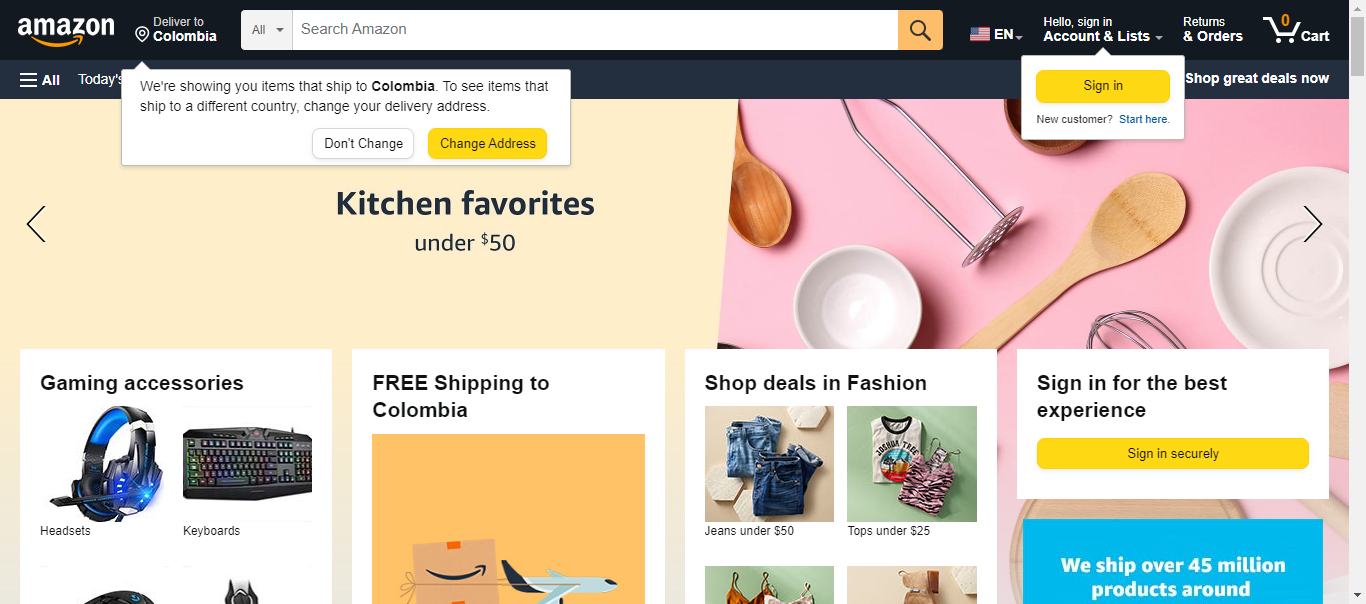 amazon
Deliver to
Colombia
All
Search Amazon
EN
Hello, sign in
Account & Lists
Returns
& Orders
0
Cart
All
Today's
Shop great deals now
We're showing you items that ship to Colombia. To see items that
ship to a different country, change your delivery address.
Don't Change
Change Address
Sign in
New customer? Start here.
Kitchen favorites
under $50
Gaming accessories
Headsets
Keyboards
FREE Shipping to
Colombia
Shop deals in Fashion
JOSHUA TREE
Jeans under $50
Tops under $25
Sign in for the best
experience
Sign in securely
We ship over 45 million
products around